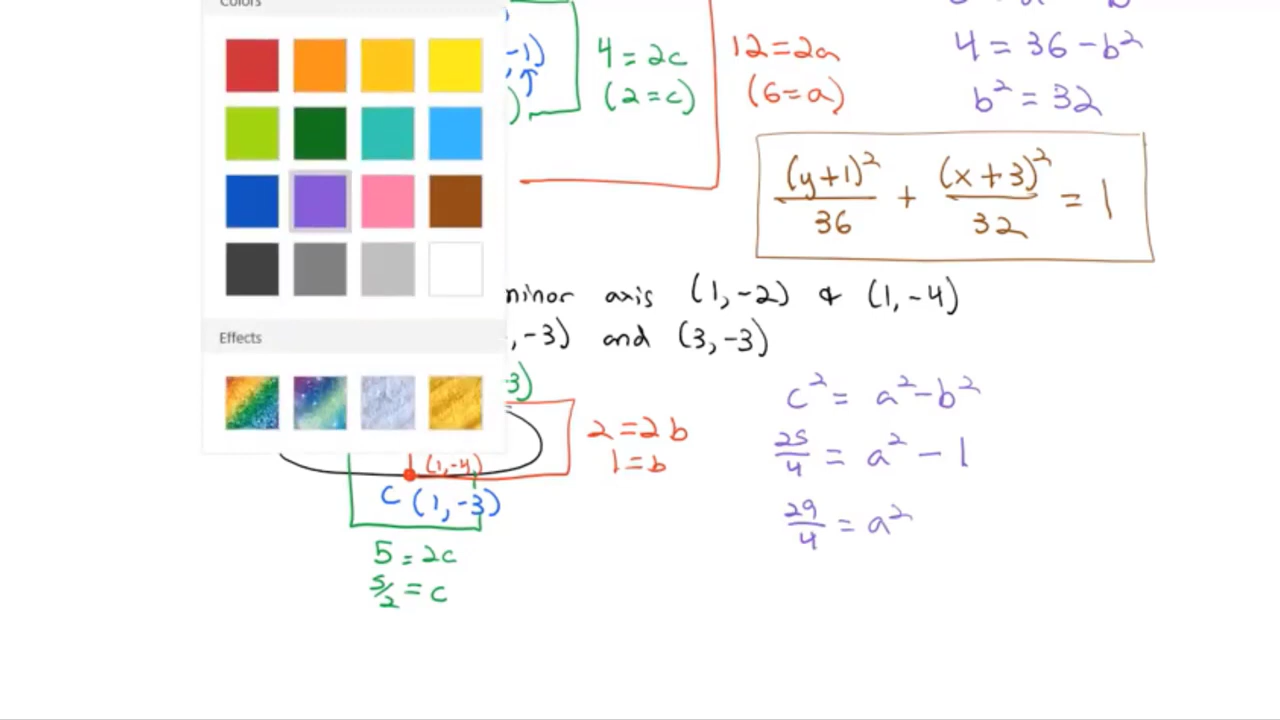 Colors
-1)
4 = 2c
(2 = c)
12 = 2a
(6 = a)
4 = 36 - b²
b² = 32
(y+1)²/36 + (x+3)²/32 = 1
minor axis (1,-2) & (1,-4)
, -3) and (3,-3)
Effects
-3)
2 = 2b
1 = b
(1,-4)
C (1,-3)
5 = 2c
5/2 = c
c² = a² - b²
25/4 = a² - 1
29/4 = a²